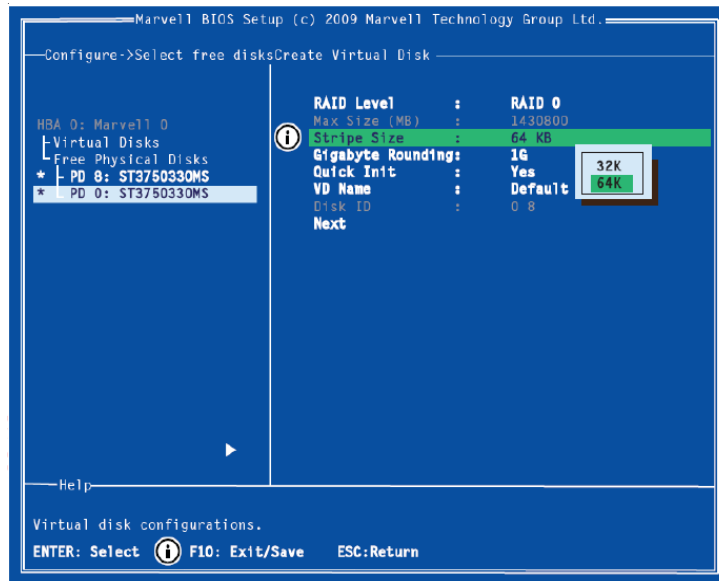 Marvell BIOS Setup (c) 2009 Marvell Technology Group Ltd.
Configure->Select free disksCreate Virtual Disk
HBA 0: Marvell 0
Virtual Disks
Free Physical Disks
* PD 8: ST3750330MS
* PD 0: ST3750330MS
RAID Level : RAID 0
Max Size (MB) : 1430800
Stripe Size : 64 KB
Gigabyte Rounding: 1G
Quick Init : Yes
VD Name : Default
Disk ID : 0 8
Next
32K
64K
Help
Virtual disk configurations.
ENTER: Select F10: Exit/Save ESC:Return